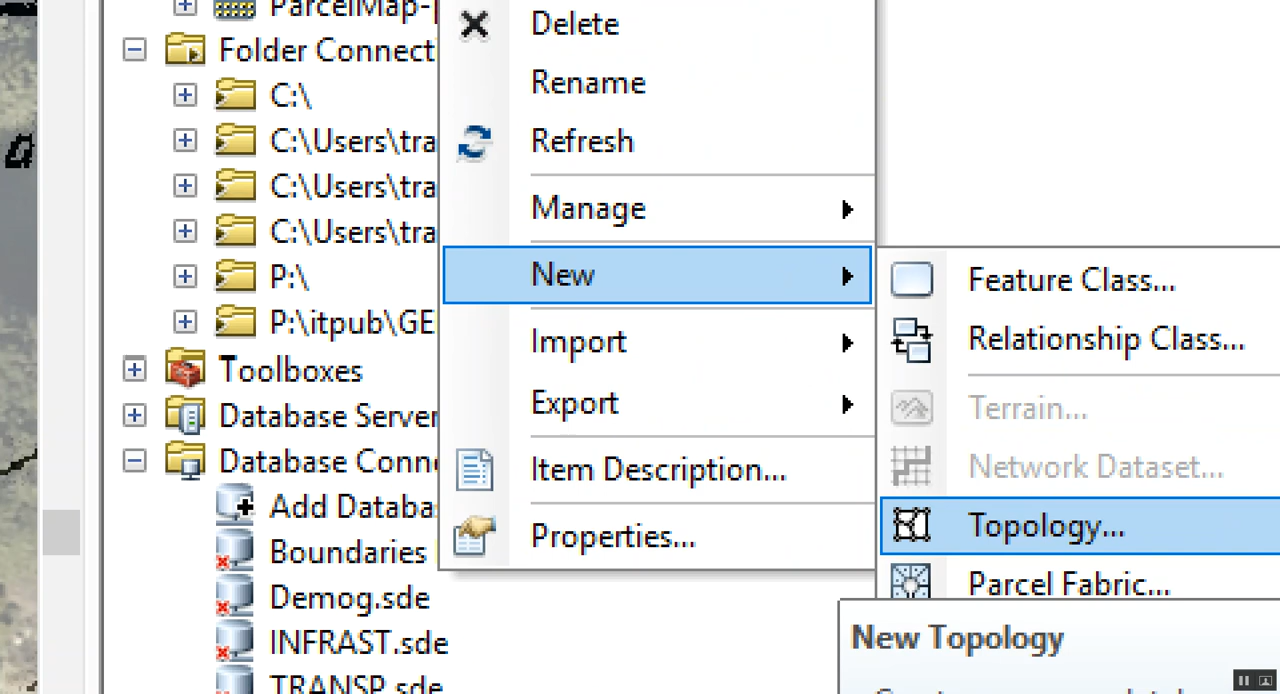 ParcelMap-
Folder Connect
C:\
C:\Users\tra
C:\Users\tra
C:\Users\tra
P:\
P:\itpub\GE
Toolboxes
Database Server
Database Conne
Add Databa
Boundaries
Demog.sde
INFRAST.sde
TRANSP.sde
Delete
Rename
Refresh
Manage
New
Import
Export
Item Description...
Properties...
Feature Class...
Relationship Class...
Terrain...
Network Dataset...
Topology...
Parcel Fabric...
New Topology